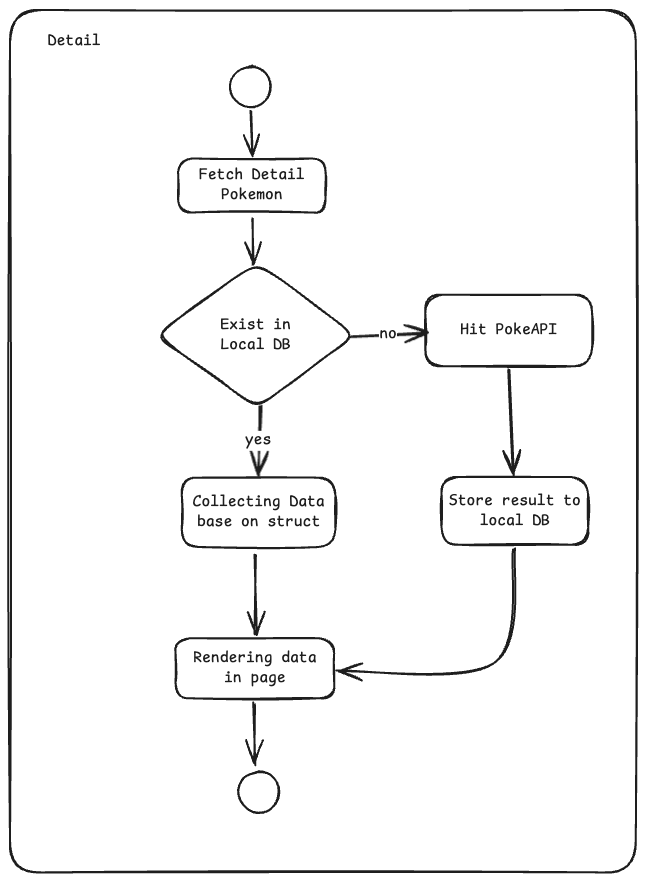 Detail
Fetch Detail
Pokemon
Exist in
Local DB
no
Hit PokeAPI
yes
Collecting Data
base on struct
Store result to
local DB
Rendering data
in page